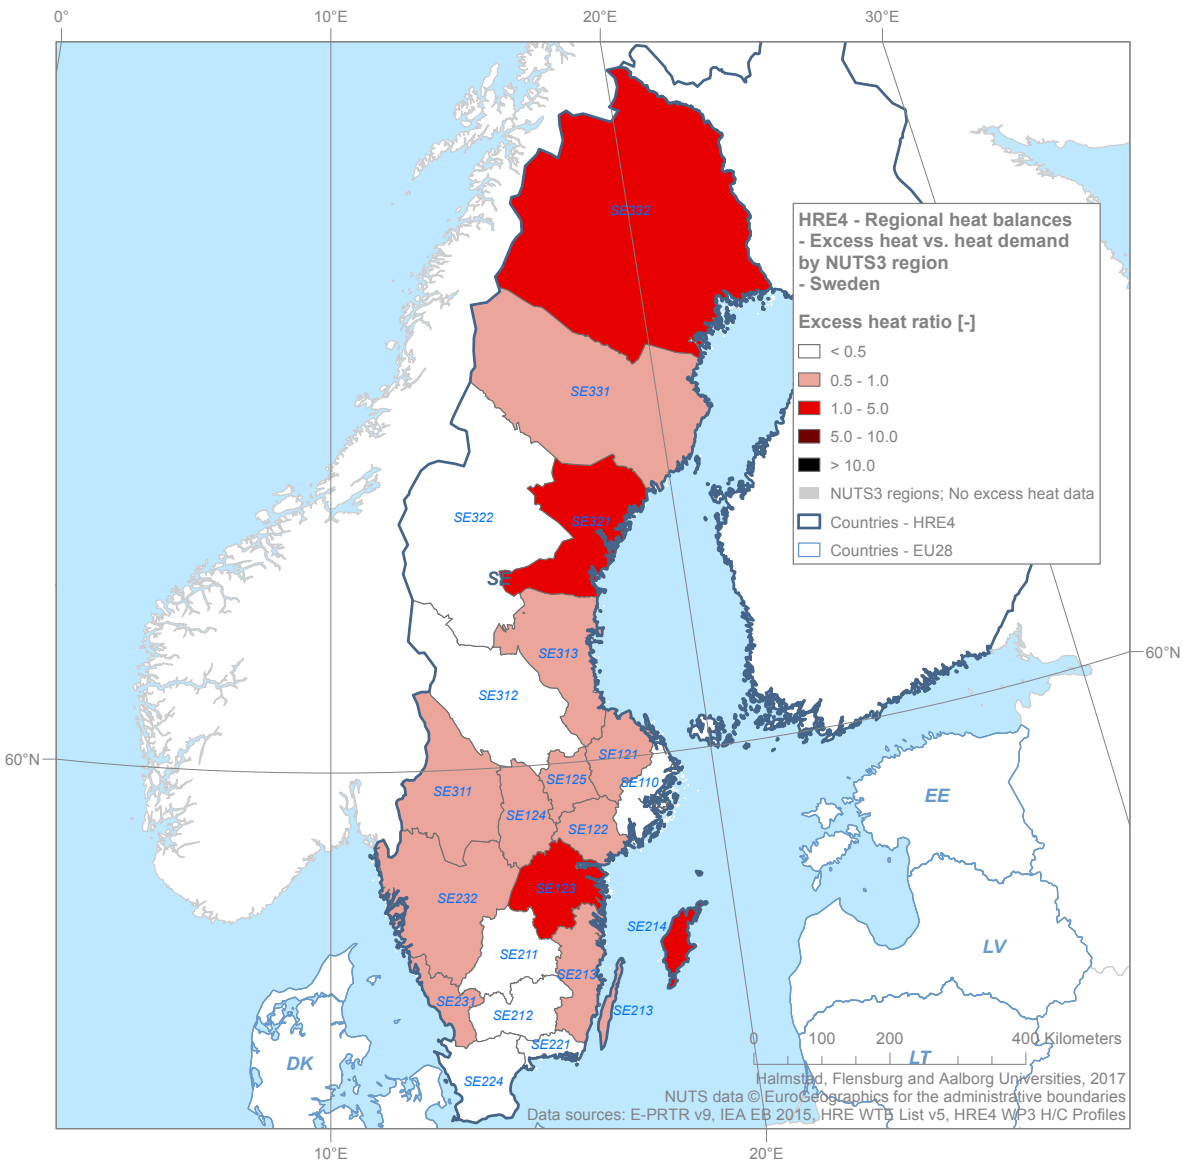 0°
10°E
20°E
30°E
SE332
HRE4 - Regional heat balances
- Excess heat vs. heat demand
by NUTS3 region
- Sweden
Excess heat ratio [-]
< 0.5
0.5 - 1.0
1.0 - 5.0
5.0 - 10.0
> 10.0
NUTS3 regions; No excess heat data
Countries - HRE4
Countries - EU28
SE331
SE322
SE321
SE
SE313
60°N
SE312
60°N
SE121
SE125
SE110
SE311
SE124
SE122
EE
SE123
SE232
SE214
SE211
LV
SE213
SE231
SE213
SE212
0 100 200 400 Kilometers
SE221
LT
DK
SE224
Halmstad, Flensburg and Aalborg Universities, 2017
NUTS data © EuroGeographics for the administrative boundaries
Data sources: E-PRTR v9, IEA EB 2015, HRE WTE List v5, HRE4 WP3 H/C Profiles
10°E
20°E